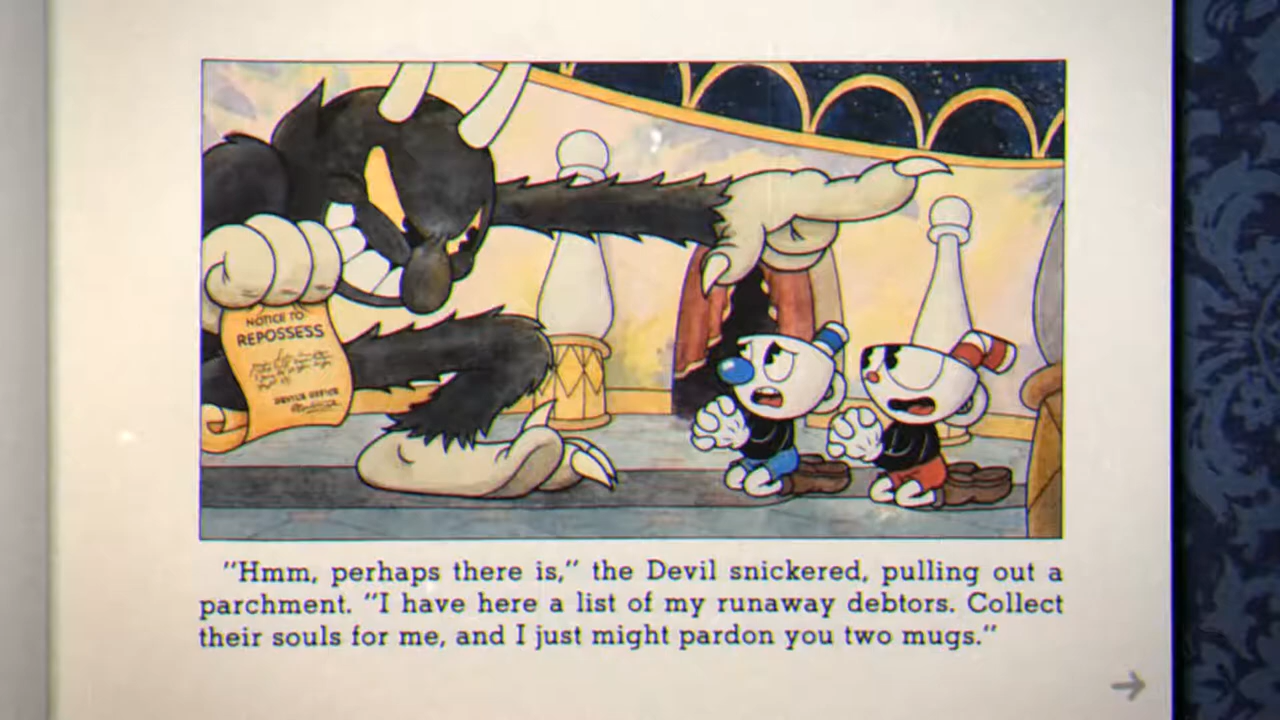 NOTICE TO
REPOSSESS
"Hmm, perhaps there is," the Devil snickered, pulling out a
parchment. "I have here a list of my runaway debtors. Collect
their souls for me, and I just might pardon you two mugs."